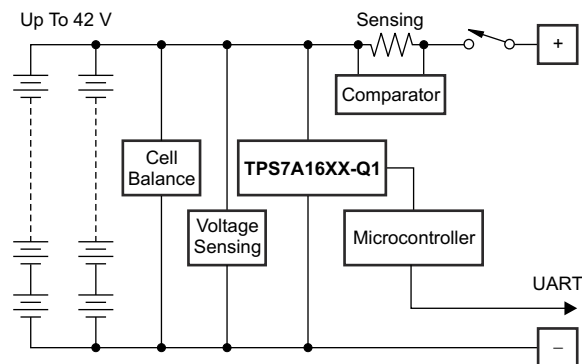 Up To 42 V
Sensing
+
Comparator
Cell
Balance
TPS7A16XX-Q1
Voltage
Sensing
Microcontroller
UART
–